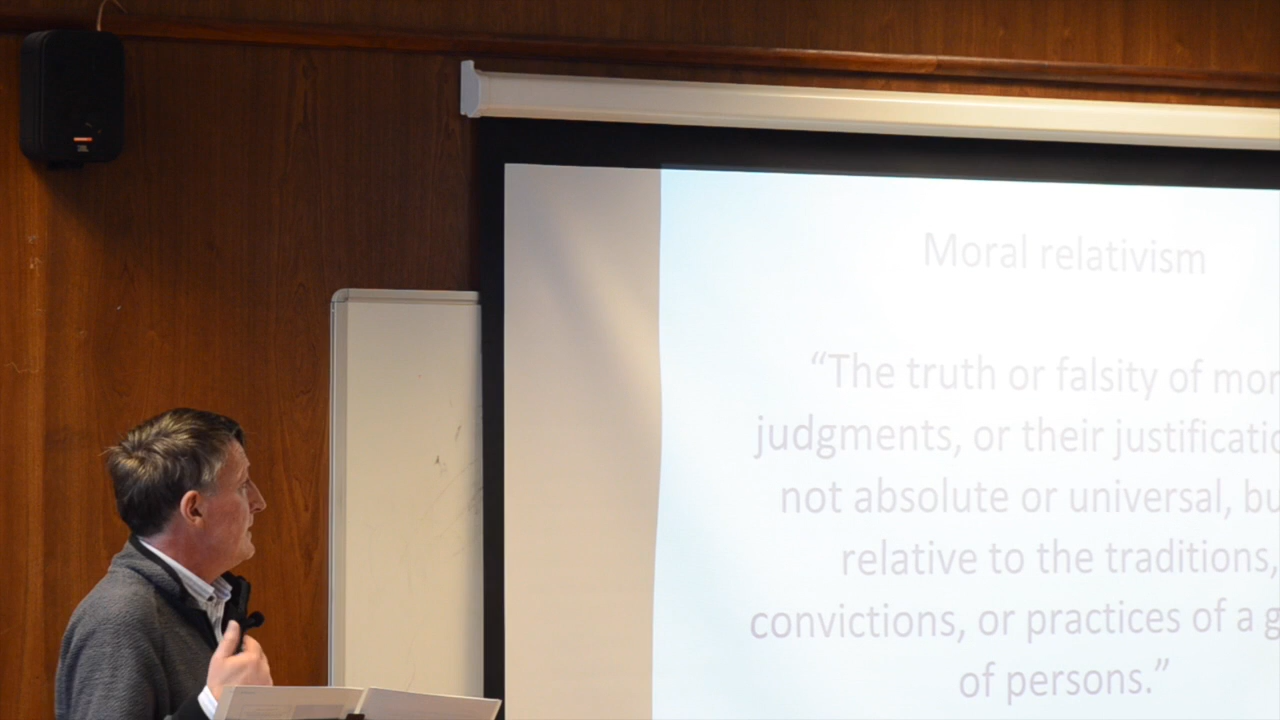 Moral relativism
“The truth or falsity of mor
judgments, or their justificatio
not absolute or universal, bu
relative to the traditions,
convictions, or practices of a g
of persons.”